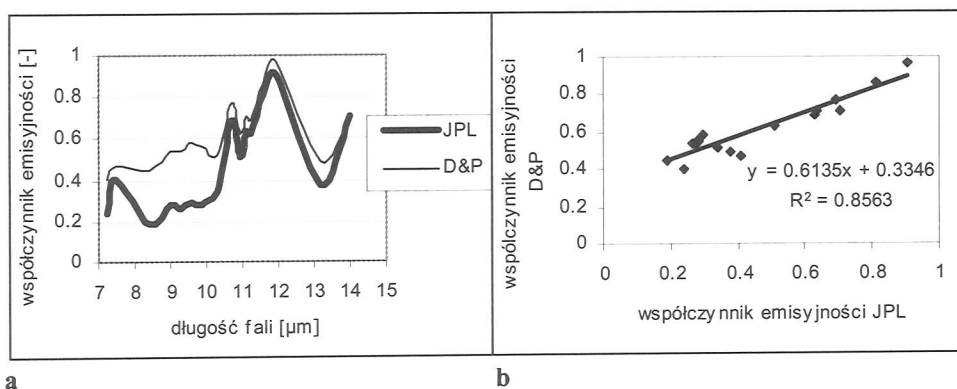 współczynnik emisyjności [-]
1
0.8
0.6
0.4
0.2
0
7 8 9 10 11 12 13 14 15
długość fali [µm]
JPL
D&P
a
współczynnik emisyjności
D&P
1
0.8
0.6
0.4
0.2
0
y = 0.6135x + 0.3346
R² = 0.8563
0 0.2 0.4 0.6 0.8 1
współczynnik emisyjności JPL
b